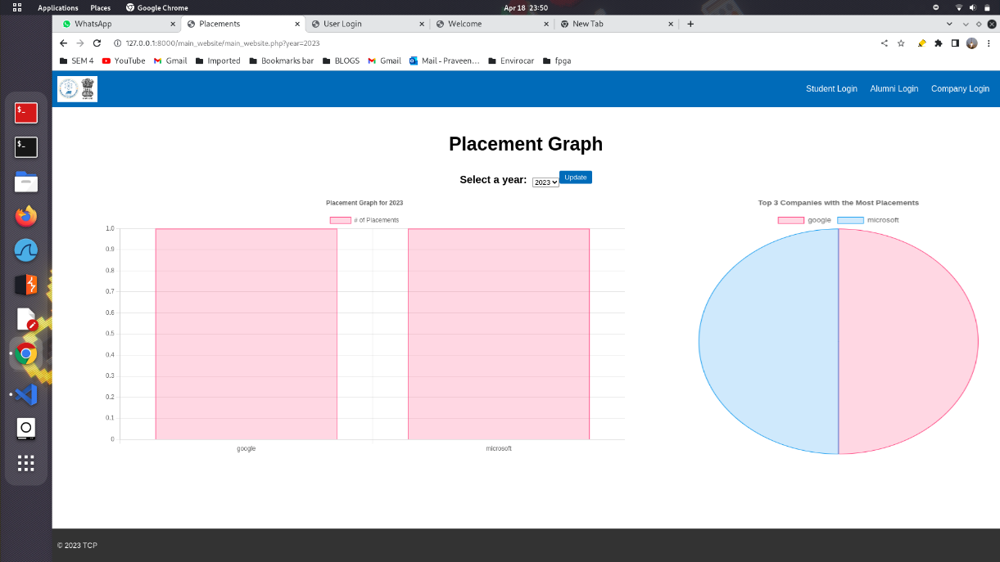 Applications Places Google Chrome Apr 18 23:50
WhatsApp Placements User Login Welcome New Tab
127.0.0.1:8000/main_website/main_website.php?year=2023
SEM 4 YouTube Gmail Imported Bookmarks bar BLOGS Gmail Mail - Praveen… Envirocar fpga
Student Login Alumni Login Company Login
Placement Graph
Select a year: 2023 Update
Placement Graph for 2023
# of Placements
1.0
0.9
0.8
0.7
0.6
0.5
0.4
0.3
0.2
0.1
0
google microsoft
Top 3 Companies with the Most Placements
google microsoft
© 2023 TCP